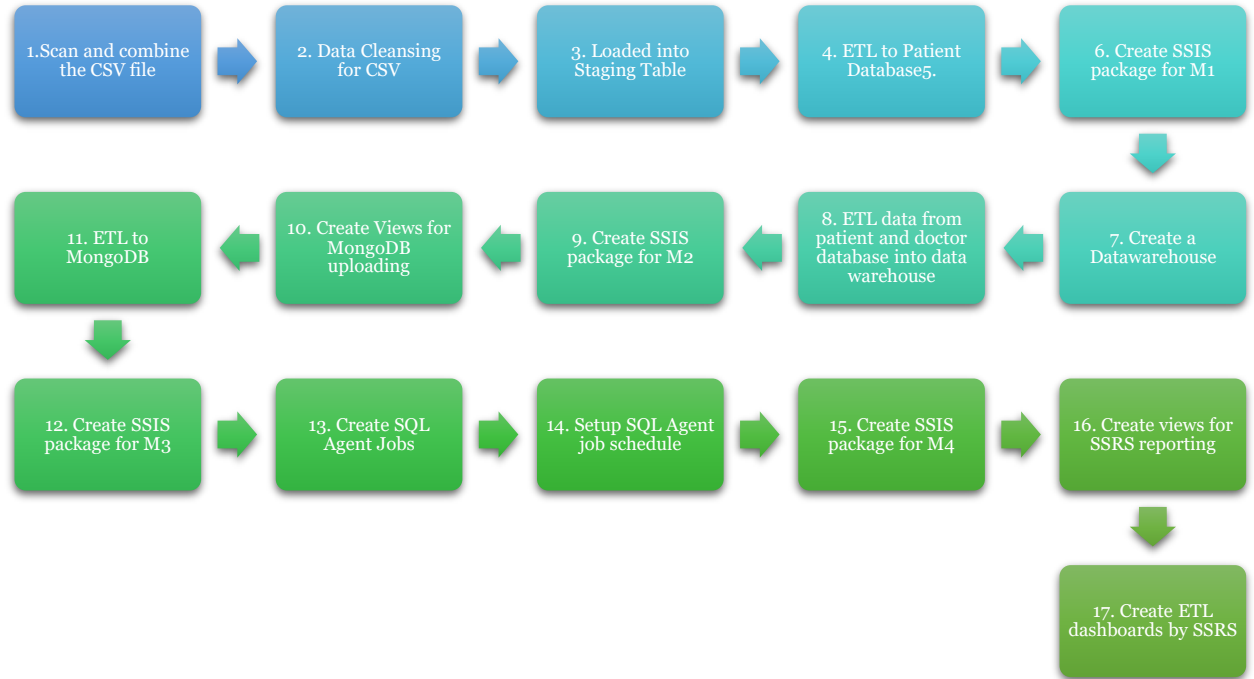 1.Scan and combine
the CSV file
2. Data Cleansing
for CSV
3. Loaded into
Staging Table
4. ETL to Patient
Database5.
6. Create SSIS
package for M1
7. Create a
Datawarehouse
8. ETL data from
patient and doctor
database into data
warehouse
9. Create SSIS
package for M2
10. Create Views for
MongoDB
uploading
11. ETL to
MongoDB
12. Create SSIS
package for M3
13. Create SQL
Agent Jobs
14. Setup SQL Agent
job schedule
15. Create SSIS
package for M4
16. Create views for
SSRS reporting
17. Create ETL
dashboards by SSRS